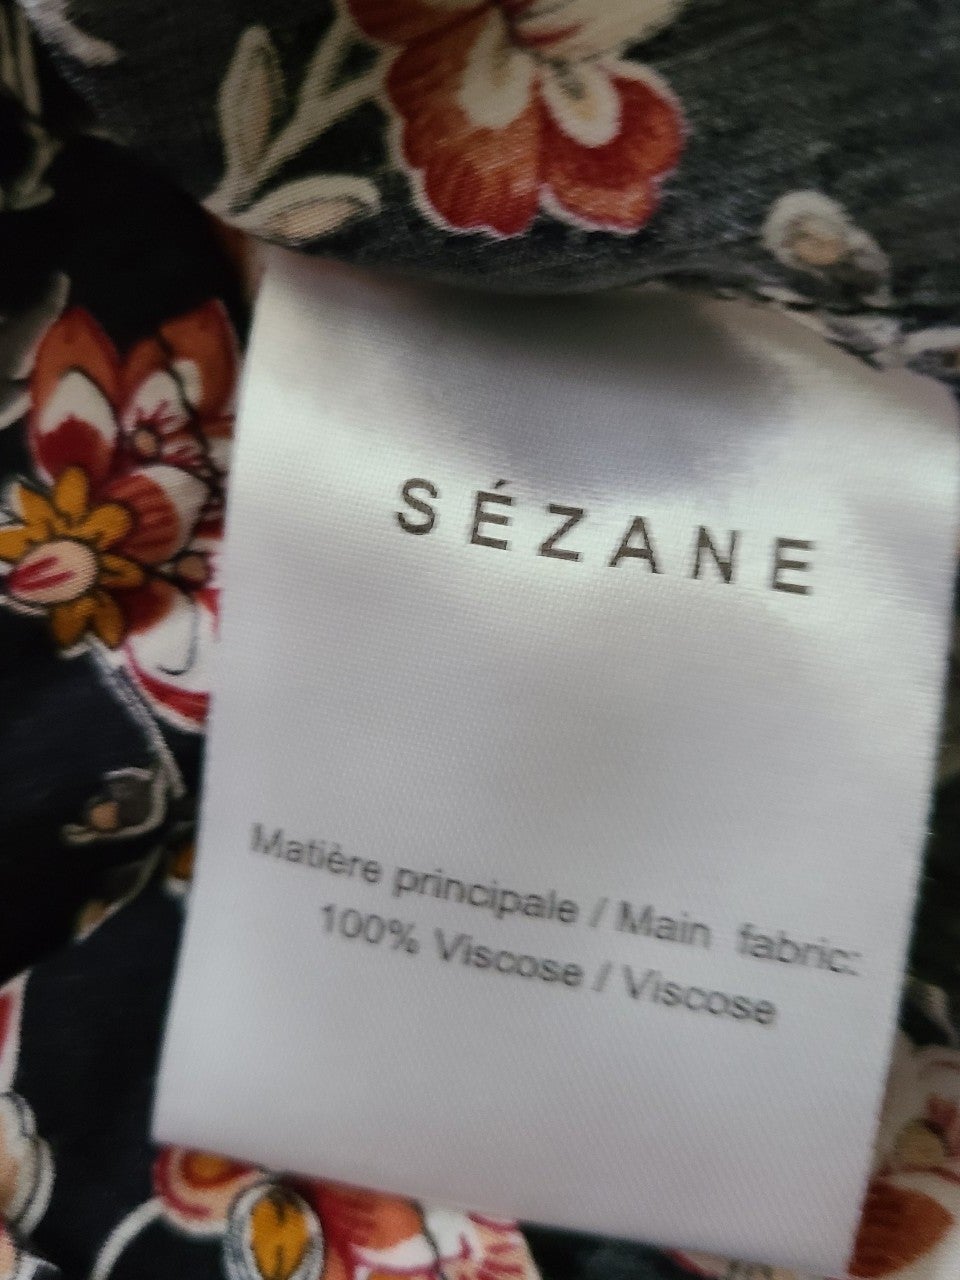 SÉZANE
Matière principale / Main fabric:
100% Viscose / Viscose